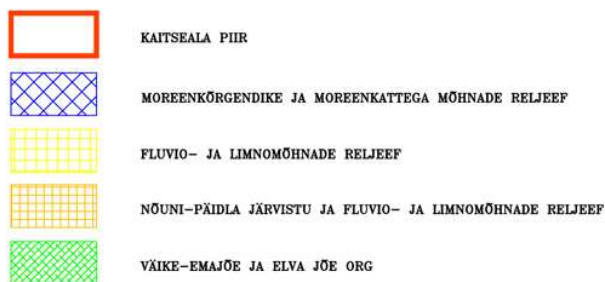 KAITSEALA PIIR
MOREENKÕRGENDIKE JA MOREENKATTEGA MÕHNADE RELJEEF
FLUVIO- JA LIMNOMÕHNADE RELJEEF
NÕUNI-PÄIDLA JÄRVISTU JA FLUVIO- JA LIMNOMÕHNADE RELJEEF
VÄIKE-EMAJÕE JA ELVA JÕE ORG